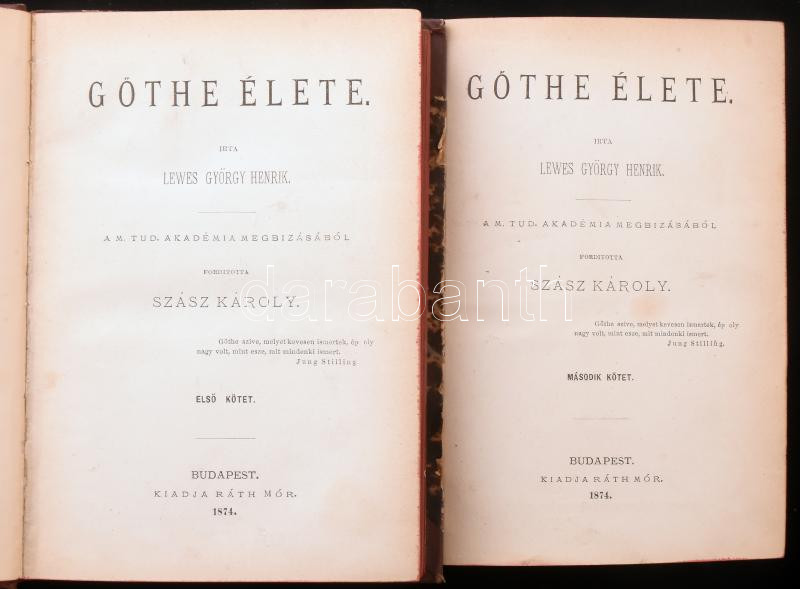 GŐTHE ÉLETE.
IRTA
LEWES GYÖRGY HENRIK.
A M. TUD. AKADÉMIA MEGBIZÁSÁBÓL
FORDITOTTA
SZÁSZ KÁROLY.
Gőthe szive, melyet kevesen ismertek, ép oly
nagy volt, mint esze, mit mindenki ismert.
Jung Stilling
ELSŐ KÖTET.
BUDAPEST.
KIADJA RÁTH MÓR.
1874.
GŐTHE ÉLETE.
IRTA
LEWES GYÖRGY HENRIK.
A M. TUD. AKADÉMIA MEGBIZÁSÁBÓL
FORDITOTTA
SZÁSZ KÁROLY.
Gőthe szive, melyet kevesen ismertek, ép oly
nagy volt, mint esze, mit mindenki ismert.
Jung Stilling.
MÁSODIK KÖTET.
BUDAPEST.
KIADJA RÁTH MÓR.
1874.
darabanth